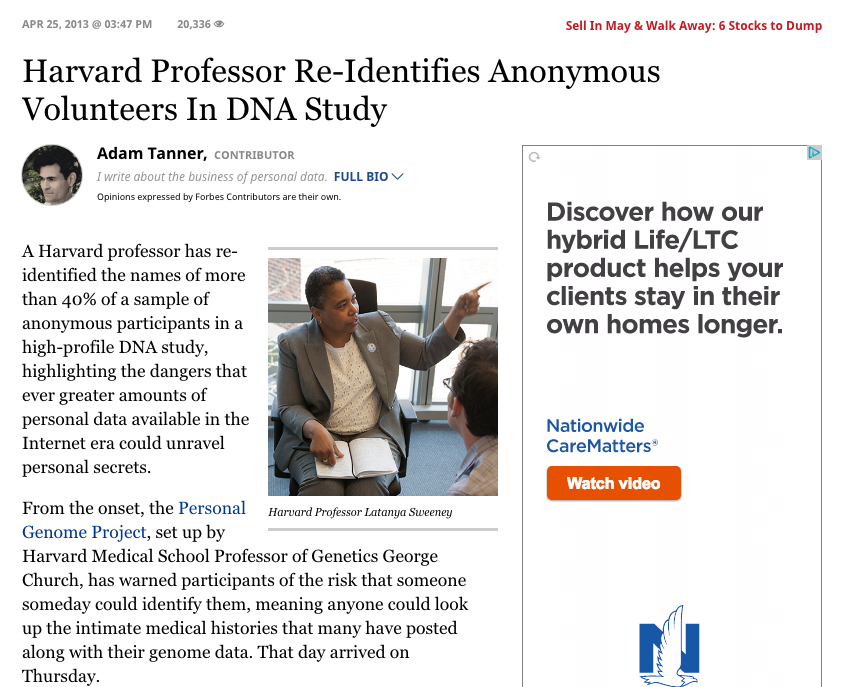 APR 25, 2013 @ 03:47 PM 20,336
Sell In May & Walk Away: 6 Stocks to Dump
Harvard Professor Re-Identifies Anonymous
Volunteers In DNA Study
Adam Tanner, CONTRIBUTOR
I write about the business of personal data. FULL BIO
Opinions expressed by Forbes Contributors are their own.
A Harvard professor has re-
identified the names of more
than 40% of a sample of
anonymous participants in a
high-profile DNA study,
highlighting the dangers that
ever greater amounts of
personal data available in the
Internet era could unravel
personal secrets.
Harvard Professor Latanya Sweeney
From the onset, the Personal
Genome Project, set up by
Harvard Medical School Professor of Genetics George
Church, has warned participants of the risk that someone
someday could identify them, meaning anyone could look
up the intimate medical histories that many have posted
along with their genome data. That day arrived on
Thursday.
Discover how our
hybrid Life/LTC
product helps your
clients stay in their
own homes longer.
Nationwide
CareMatters®
Watch video
N